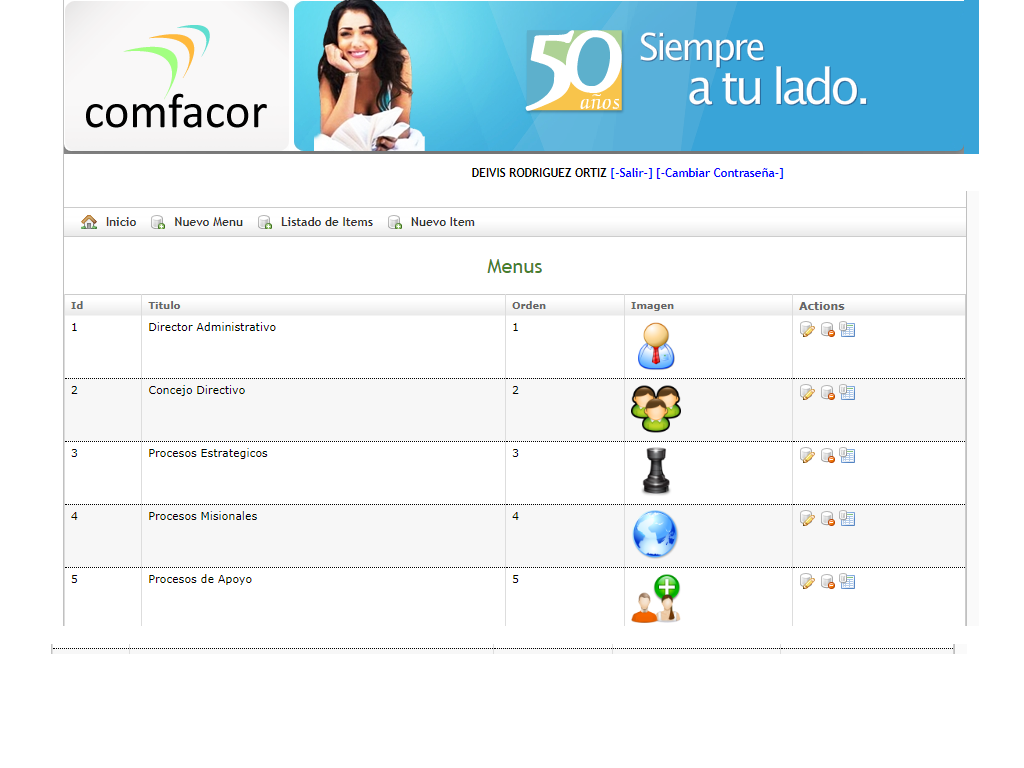 comfacor
50
años
Siempre
a tu lado.
DEIVIS RODRIGUEZ ORTIZ [-Salir-] [-Cambiar Contraseña-]
Inicio Nuevo Menu Listado de Items Nuevo Item
Menus
Id Titulo Orden Imagen Actions
1 Director Administrativo 1
2 Concejo Directivo 2
3 Procesos Estrategicos 3
4 Procesos Misionales 4
5 Procesos de Apoyo 5